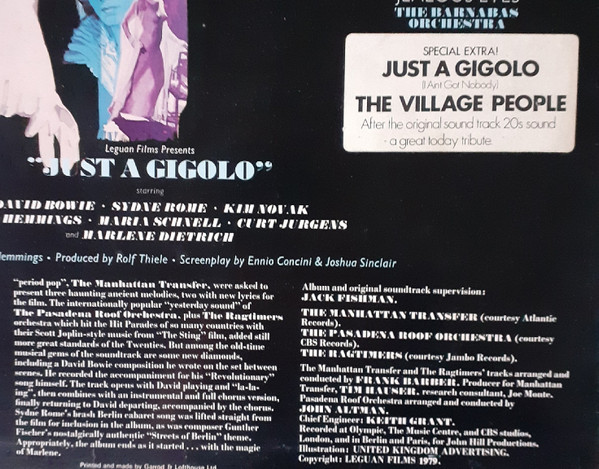 JEALOUS EYES
THE BARNABAS
ORCHESTRA
SPECIAL EXTRA!
JUST A GIGOLO
(I Aint Got Nobody)
THE VILLAGE PEOPLE
After the original sound track 20s sound
- a great today tribute.
Leguan Films Presents
"JUST A GIGOLO"
starring
DAVID BOWIE · SYDNE ROME · KIM NOVAK
HEMMINGS · MARIA SCHNELL · CURT JURGENS
and MARLENE DIETRICH
Hemmings · Produced by Rolf Thiele · Screenplay by Ennio Concini & Joshua Sinclair
"period pop", The Manhattan Transfer, were asked to
present three haunting ancient melodies, two with new lyrics for
the film. The internationally popular "yesterday sound" of
The Pasadena Roof Orchestra, plus The Ragtimers
orchestra which hit the Hit Parades of so many countries with
their Scott Joplin-style music from "The Sting" film, added still
more great standards of the Twenties. But among the old-time
musical gems of the soundtrack are some new diamonds,
including a David Bowie composition he wrote on the set between
scenes. He recorded the accompaniment for his "Revolutionary"
song himself. The track opens with David playing and "la-la-
ing", then combines with an instrumental and full chorus version,
finally returning to David departing, accompanied by the chorus.
Sydne Rome's brash Berlin cabaret song was lifted straight from
the film for inclusion in the album, as was composer Gunther
Fischer's nostalgically authentic "Streets of Berlin" theme.
Appropriately, the album ends as it started . . . with the magic
of Marlene.
Printed and made by Garrod & Lofthouse Ltd
Album and original soundtrack supervision:
JACK FISHMAN.
THE MANHATTAN TRANSFER (courtesy Atlantic
Records).
THE PASADENA ROOF ORCHESTRA (courtesy
CBS Records).
THE RAGTIMERS (courtesy Jambo Records).
The Manhattan Transfer and The Ragtimers' tracks arranged and
conducted by FRANK BARBER. Producer for Manhattan
Transfer, TIM HAUSER, research consultant, Joe Monte.
Pasadena Roof Orchestra arranged and conducted by
JOHN ALTMAN.
Chief Engineer: KEITH GRANT.
Recorded at Olympic, The Music Centre, and CBS studios,
London, and in Berlin and Paris, for John Hill Productions.
Illustration: UNITED KINGDOM ADVERTISING.
Copyright: LEGUAN FILMS 1979.